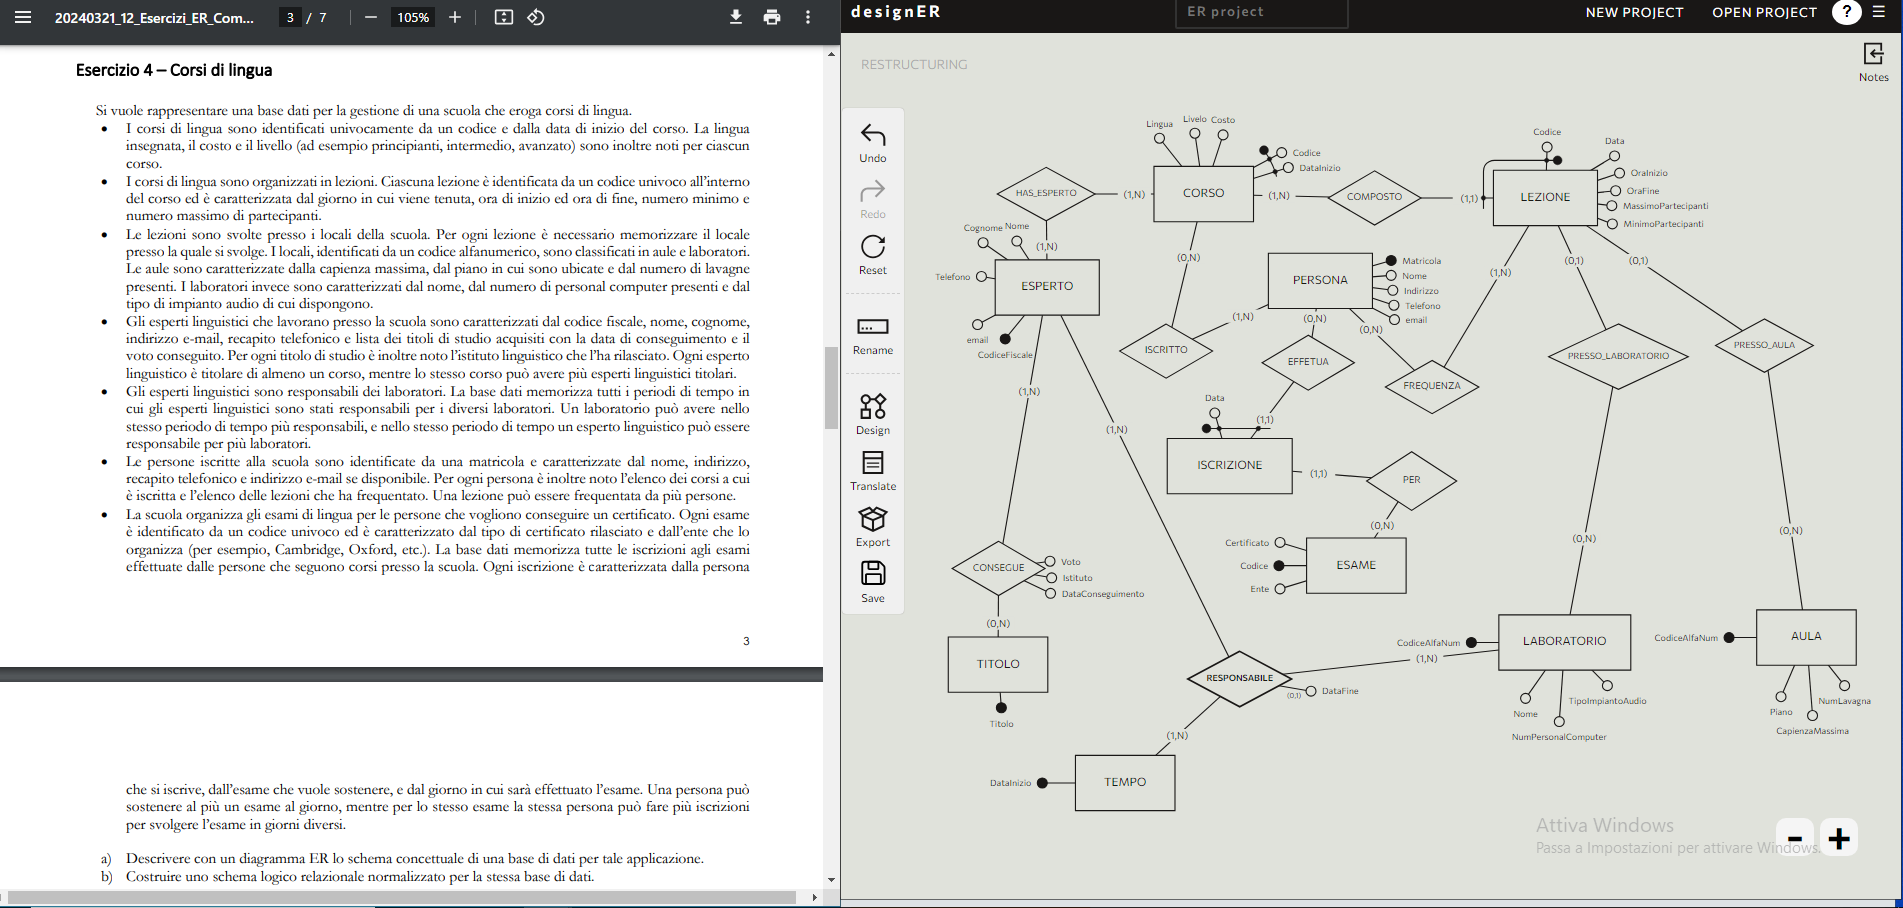 20240321_12_Esercizi_ER_Com...
3 / 7
105%
Esercizio 4 – Corsi di lingua
Si vuole rappresentare una base dati per la gestione di una scuola che eroga corsi di lingua.
• I corsi di lingua sono identificati univocamente da un codice e dalla data di inizio del corso. La lingua
insegnata, il costo e il livello (ad esempio principianti, intermedio, avanzato) sono inoltre noti per ciascun
corso.
• I corsi di lingua sono organizzati in lezioni. Ciascuna lezione è identificata da un codice univoco all'interno
del corso ed è caratterizzata dal giorno in cui viene tenuta, ora di inizio ed ora di fine, numero minimo e
numero massimo di partecipanti.
• Le lezioni sono svolte presso i locali della scuola. Per ogni lezione è necessario memorizzare il locale
presso la quale si svolge. I locali, identificati da un codice alfanumerico, sono classificati in aule e laboratori.
Le aule sono caratterizzate dalla capienza massima, dal piano in cui sono ubicate e dal numero di lavagne
presenti. I laboratori invece sono caratterizzati dal nome, dal numero di personal computer presenti e dal
tipo di impianto audio di cui dispongono.
• Gli esperti linguistici che lavorano presso la scuola sono caratterizzati dal codice fiscale, nome, cognome,
indirizzo e-mail, recapito telefonico e lista dei titoli di studio acquisiti con la data di conseguimento e il
voto conseguito. Per ogni titolo di studio è inoltre noto l'istituto linguistico che l'ha rilasciato. Ogni esperto
linguistico è titolare di almeno un corso, mentre lo stesso corso può avere più esperti linguistici titolari.
• Gli esperti linguistici sono responsabili dei laboratori. La base dati memorizza tutti i periodi di tempo in
cui gli esperti linguistici sono stati responsabili per i diversi laboratori. Un laboratorio può avere nello
stesso periodo di tempo più responsabili, e nello stesso periodo di tempo un esperto linguistico può essere
responsabile per più laboratori.
• Le persone iscritte alla scuola sono identificate da una matricola e caratterizzate dal nome, indirizzo,
recapito telefonico e indirizzo e-mail se disponibile. Per ogni persona è inoltre noto l'elenco dei corsi a cui
è iscritta e l'elenco delle lezioni che ha frequentato. Una lezione può essere frequentata da più persone.
• La scuola organizza gli esami di lingua per le persone che vogliono conseguire un certificato. Ogni esame
è identificato da un codice univoco ed è caratterizzato dal tipo di certificato rilasciato e dall'ente che lo
organizza (per esempio, Cambridge, Oxford, etc.). La base dati memorizza tutte le iscrizioni agli esami
effettuate dalle persone che seguono corsi presso la scuola. Ogni iscrizione è caratterizzata dalla persona
3
che si iscrive, dall'esame che vuole sostenere, e dal giorno in cui sarà effettuato l'esame. Una persona può
sostenere al più un esame al giorno, mentre per lo stesso esame la stessa persona può fare più iscrizioni
per svolgere l'esame in giorni diversi.
a) Descrivere con un diagramma ER lo schema concettuale di una base di dati per tale applicazione.
b) Costruire uno schema logico relazionale normalizzato per la stessa base di dati.
designER
ER project
NEW PROJECT
OPEN PROJECT
?
RESTRUCTURING
Notes
Undo
Redo
Reset
Rename
Design
Translate
Export
Save
Lingua
Livelo
Costo
Codice
DataInizio
HAS_ESPERTO
(1,N)
CORSO
(1,N)
COMPOSTO
(1,1)
LEZIONE
Codice
Data
OraInizio
OraFine
MassimoPartecipanti
MinimoPartecipanti
Cognome
Nome
(1,N)
Telefono
ESPERTO
email
CodiceFiscale
(0,N)
PERSONA
Matricola
Nome
Indirizzo
Telefono
email
(1,N)
(0,1)
(0,1)
(1,N)
(0,N)
(0,N)
ISCRITTO
EFFETUA
FREQUENZA
PRESSO_LABORATORIO
PRESSO_AULA
(1,N)
(1,N)
Data
(1,1)
ISCRIZIONE
(1,1)
PER
(0,N)
Certificato
Codice
Ente
ESAME
(0,N)
(0,N)
CONSEGUE
Voto
Istituto
DataConseguimento
(0,N)
TITOLO
Titolo
RESPONSABILE
(0,1)
DataFine
(1,N)
CodiceAlfaNum
LABORATORIO
Nome
TipoImpiantoAudio
NumPersonalComputer
CodiceAlfaNum
AULA
Piano
NumLavagna
CapienzaMassima
(1,N)
DataInizio
TEMPO
Attiva Windows
Passa a Impostazioni per attivare Windows.
- +